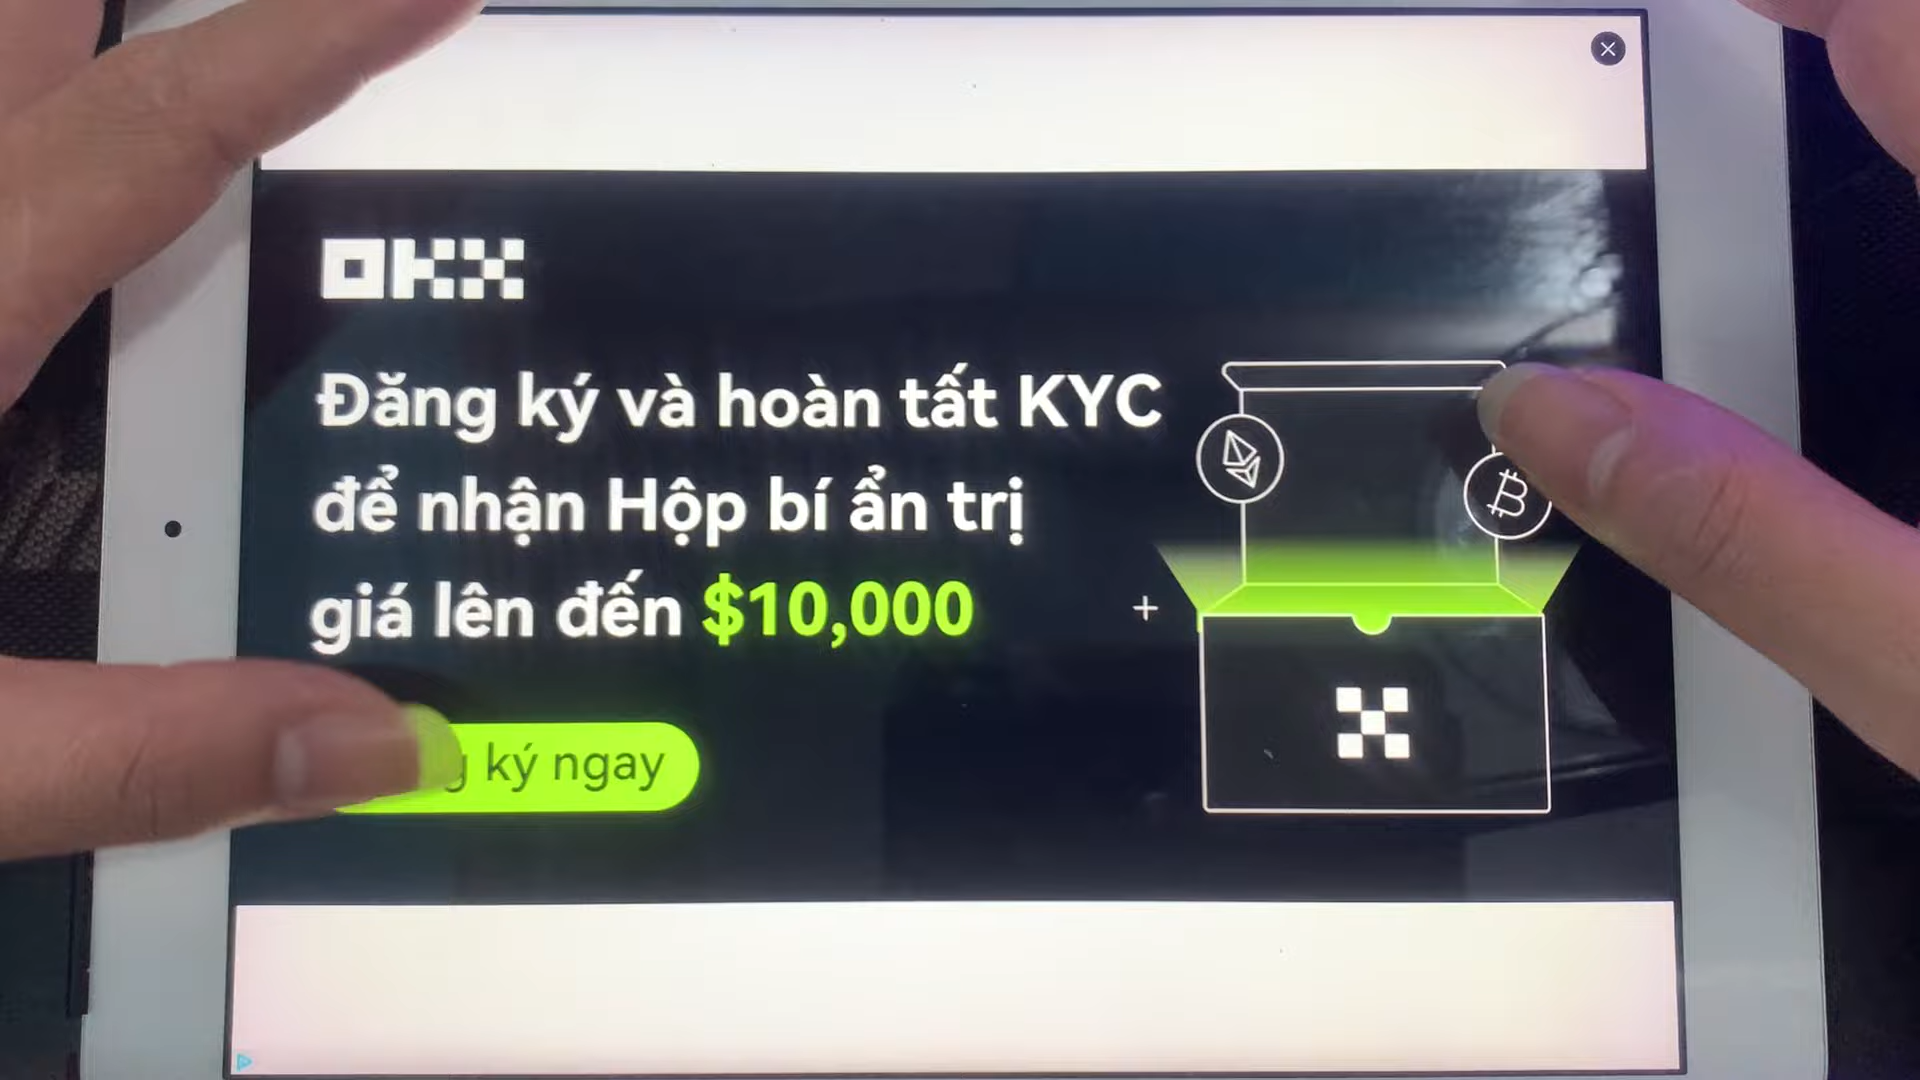 OKX
Đăng ký và hoàn tất KYC
để nhận Hộp bí ẩn trị
giá lên đến $10,000
ký ngay